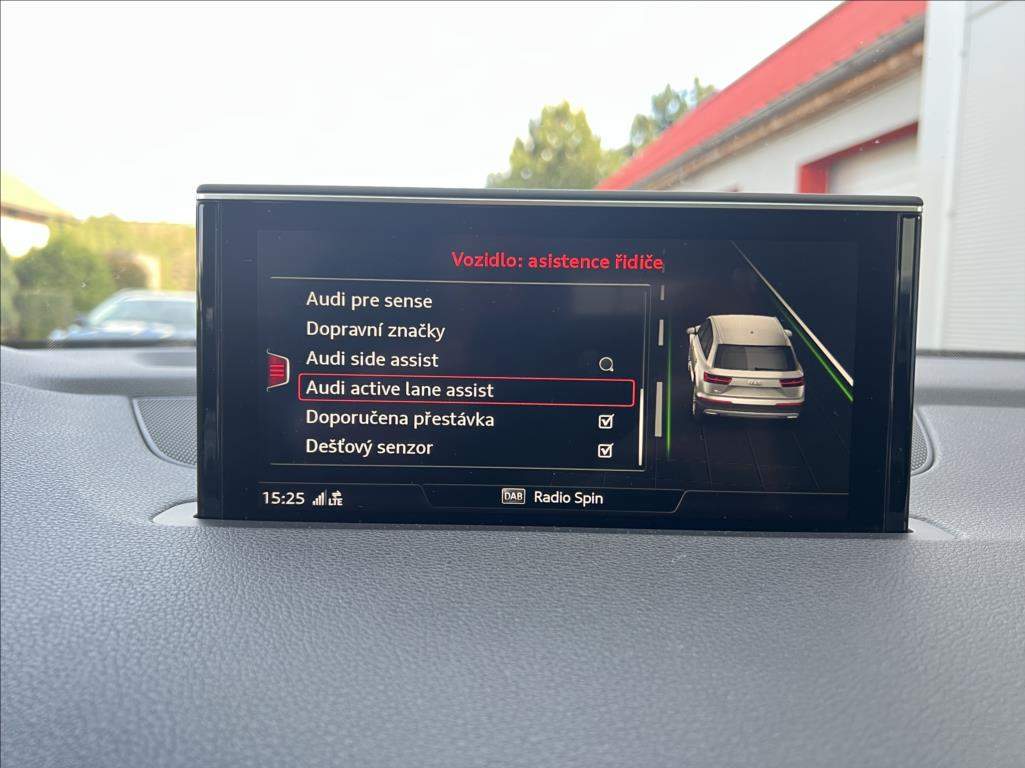 Vozidlo: asistence řidiče
Audi pre sense
Dopravní značky
Audi side assist
Audi active lane assist
Doporučena přestávka
Dešťový senzor
15:25 LTE DAB Radio Spin